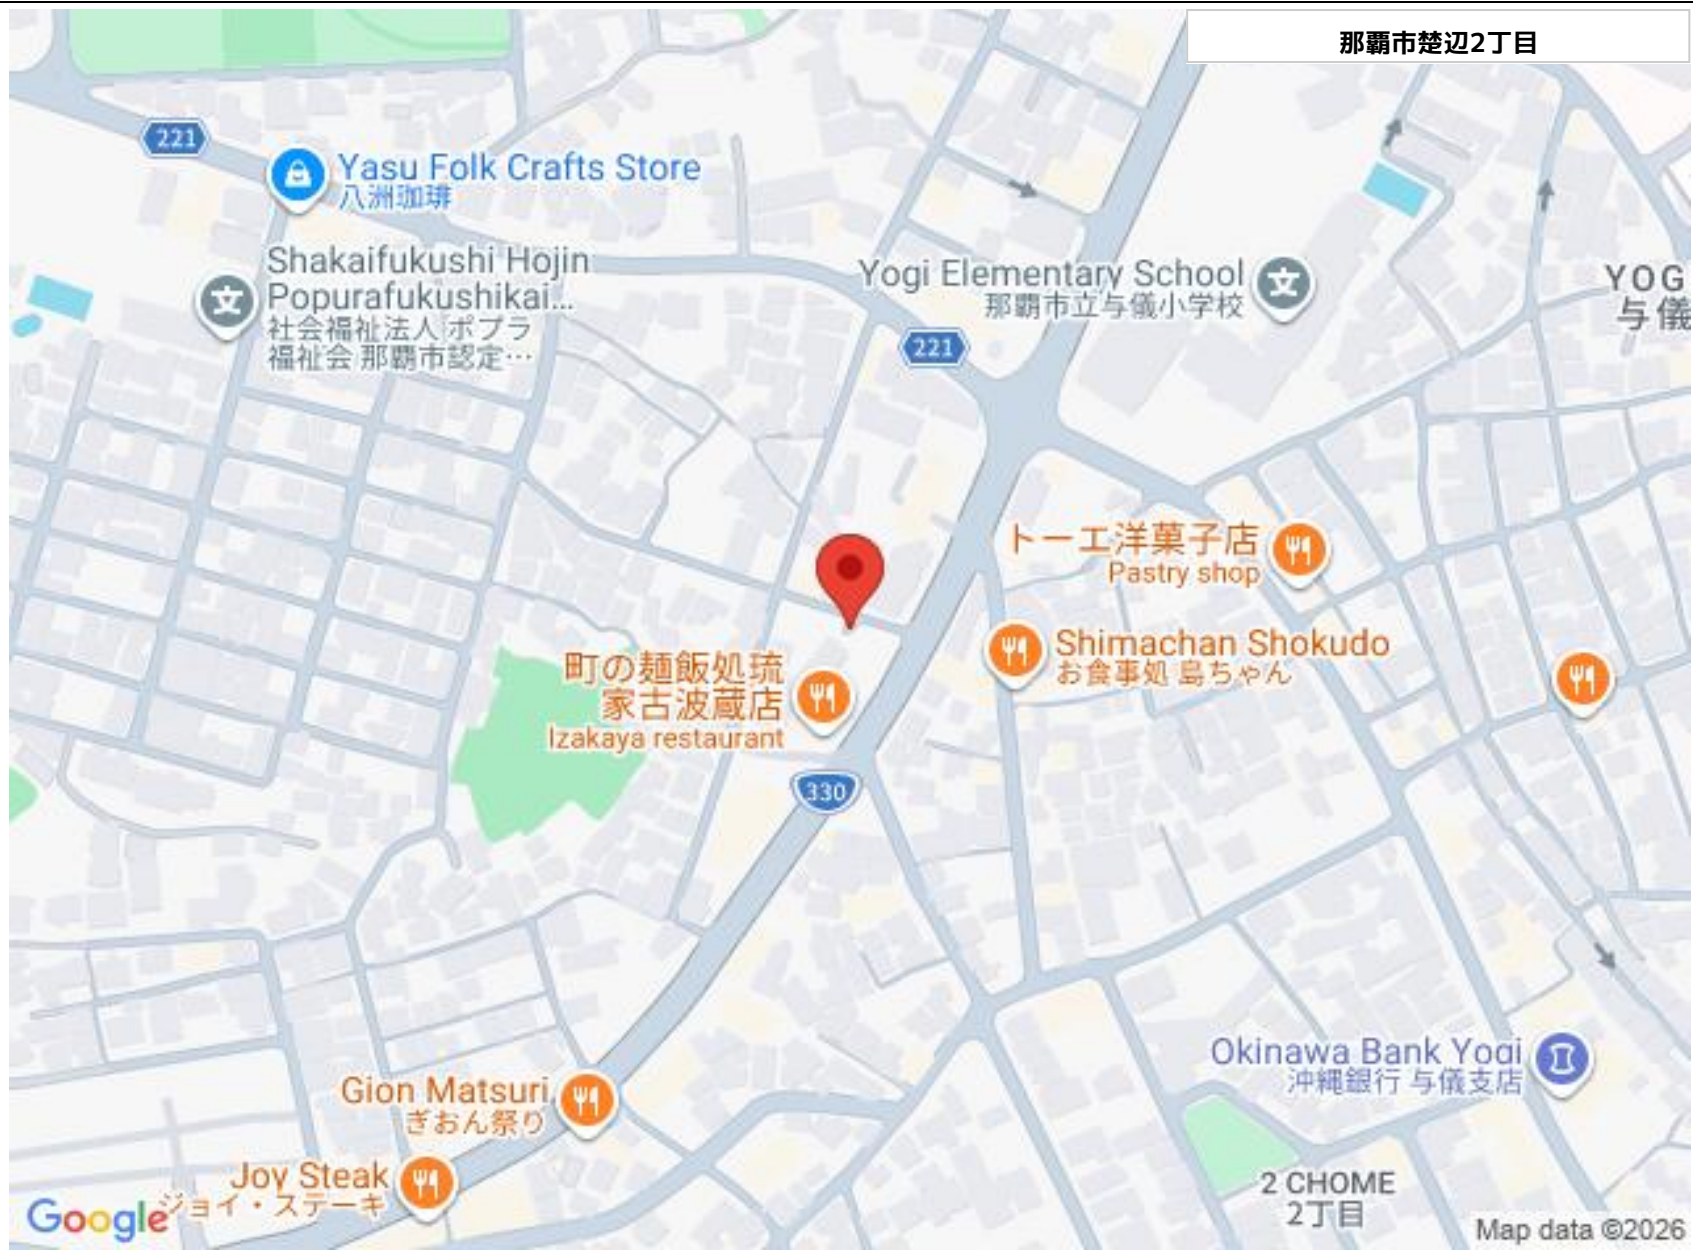 那覇市楚辺2丁目
221
Yasu Folk Crafts Store
八洲珈琲
Shakaifukushi Hojin
Popurafukushikai...
社会福祉法人 ポプラ
福祉会 那覇市認定…
Yogi Elementary School
那覇市立与儀小学校
YOG
与儀
221
トーエ洋菓子店
Pastry shop
Shimachan Shokudo
お食事処 島ちゃん
町の麺飯処琉
家古波蔵店
Izakaya restaurant
330
Okinawa Bank Yogi
沖縄銀行 与儀支店
Gion Matsuri
ぎおん祭り
Joy Steak
ジョイ・ステーキ
2 CHOME
2丁目
Google
Map data ©2026